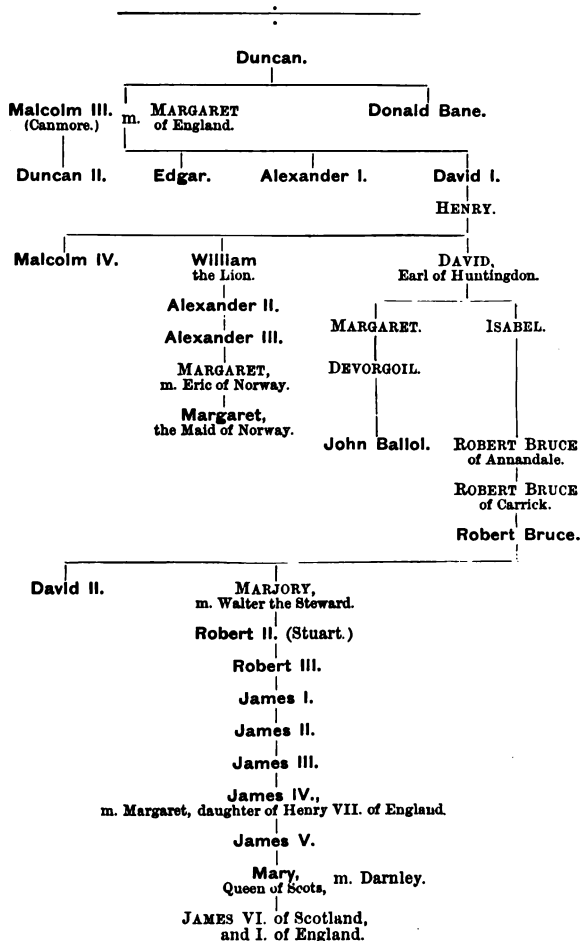 Duncan.
Malcolm III. m. MARGARET Donald Bane.
(Canmore.) of England.
Duncan II. Edgar. Alexander I. David I.
HENRY.
Malcolm IV. William DAVID,
the Lion. Earl of Huntingdon.
Alexander II.
MARGARET. ISABEL.
Alexander III.
MARGARET, DEVORGOIL.
m. Eric of Norway.
Margaret,
the Maid of Norway.
John Ballol. ROBERT BRUCE
of Annandale.
ROBERT BRUCE
of Carrick.
Robert Bruce.
David II. MARJORY,
m. Walter the Steward.
Robert II. (Stuart.)
Robert III.
James I.
James II.
James III.
James IV.,
m. Margaret, daughter of Henry VII. of England.
James V.
Mary, m. Darnley.
Queen of Scots,
JAMES VI. of Scotland,
and I. of England.